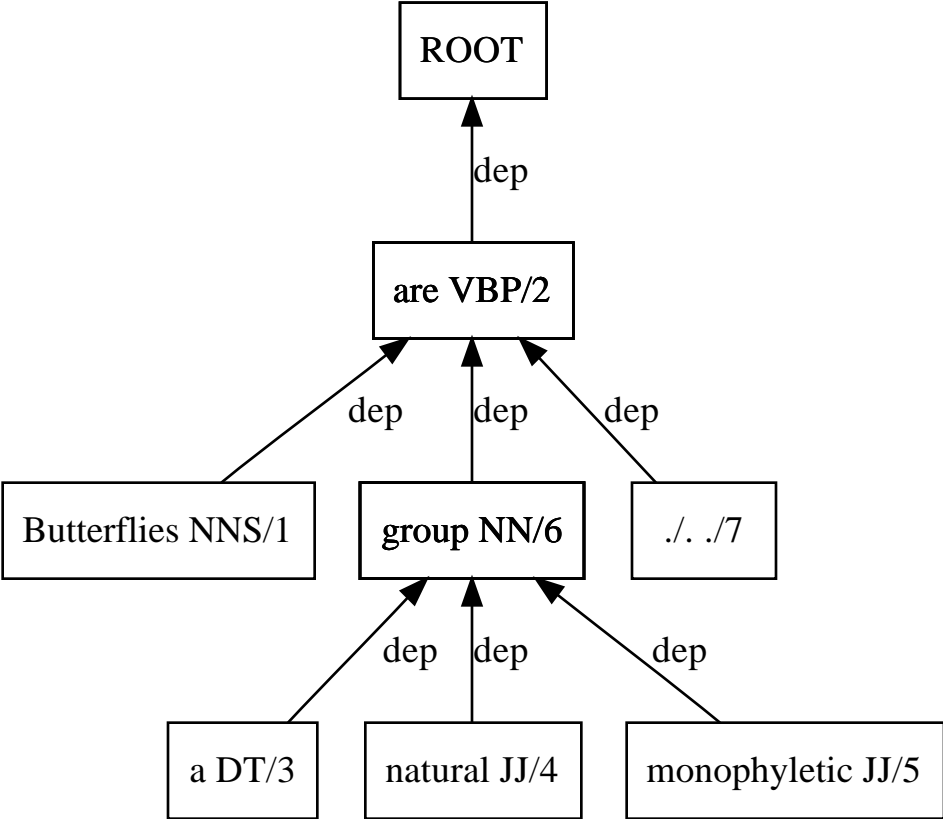 ROOT
dep
are VBP/2
dep dep dep
Butterflies NNS/1 group NN/6 ./. ./7
dep dep dep
a DT/3 natural JJ/4 monophyletic JJ/5